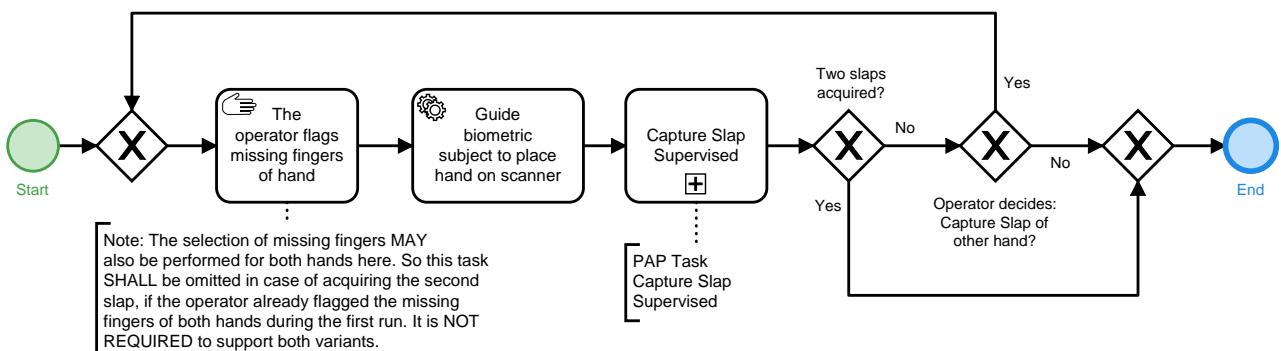 Start
The
operator flags
missing fingers
of hand
Note: The selection of missing fingers MAY
also be performed for both hands here. So this task
SHALL be omitted in case of acquiring the second
slap, if the operator already flagged the missing
fingers of both hands during the first run. It is NOT
REQUIRED to support both variants.
Guide
biometric
subject to place
hand on scanner
Capture Slap
Supervised
PAP Task
Capture Slap
Supervised
Two slaps
acquired?
No
Yes
Yes
No
Operator decides:
Capture Slap of
other hand?
End